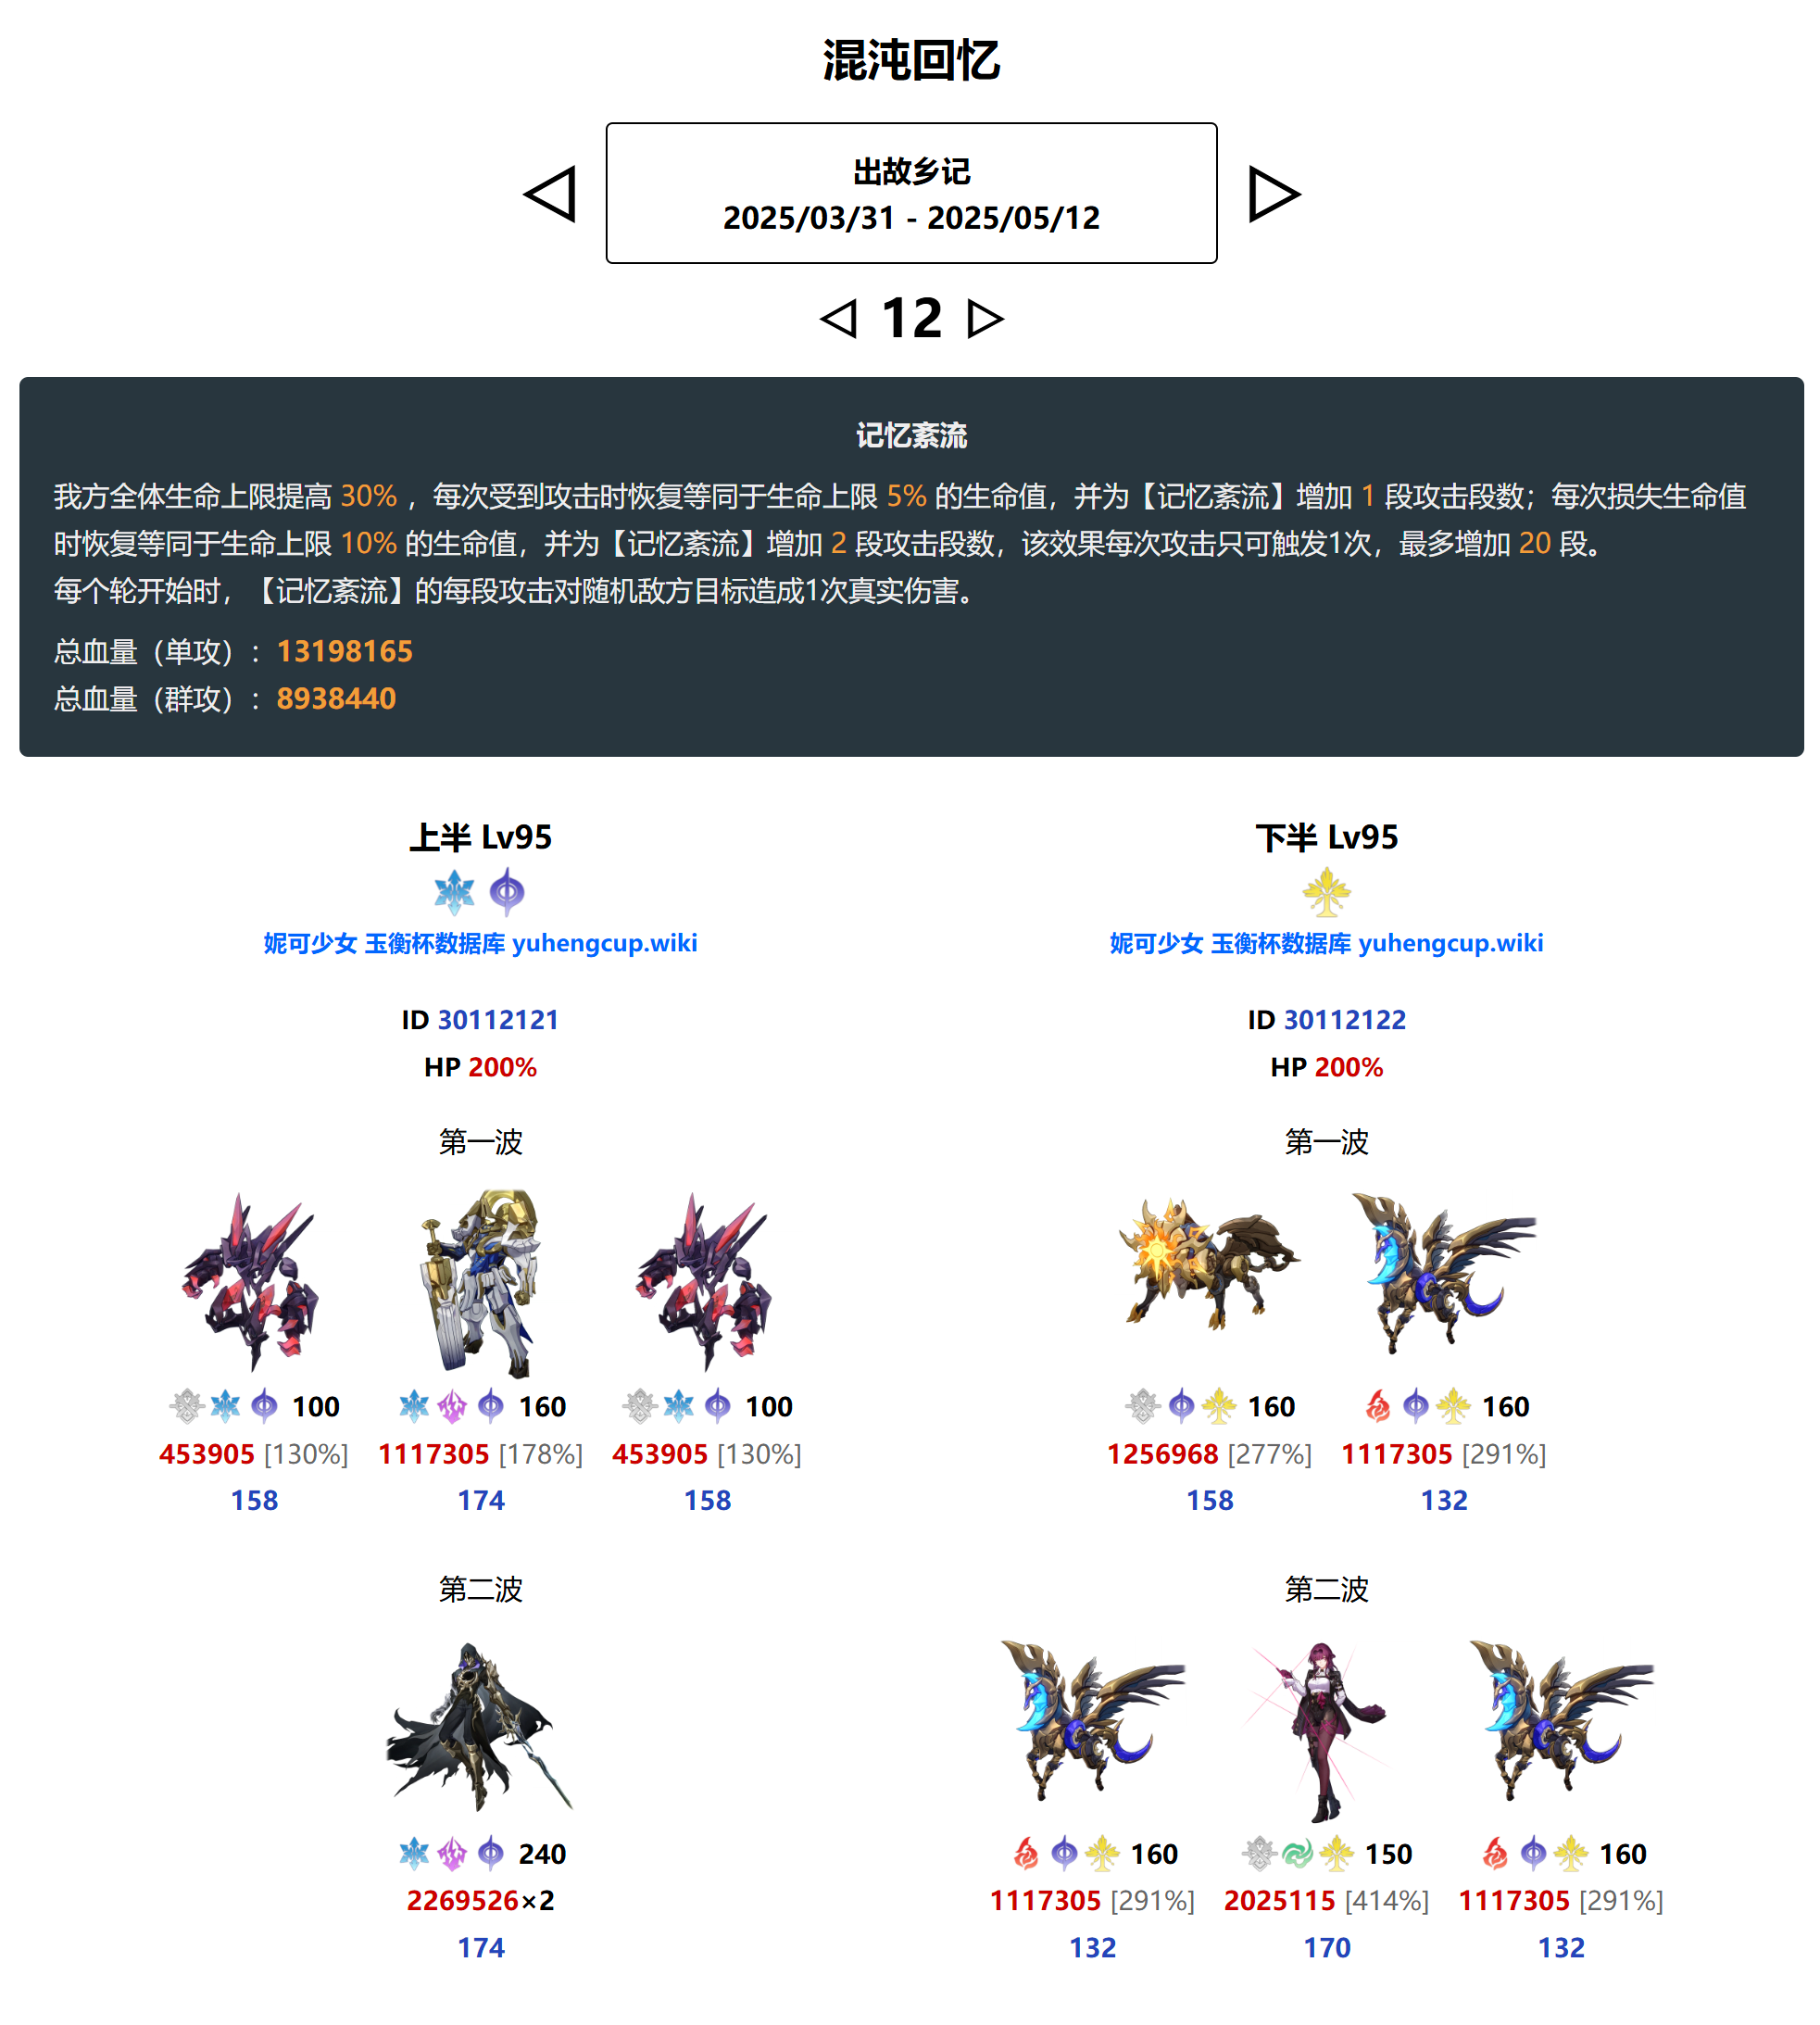 混沌回忆
出故乡记
2025/03/31 - 2025/05/12
12
记忆紊流
我方全体生命上限提高 30% ，每次受到攻击时恢复等同于生命上限 5% 的生命值，并为【记忆紊流】增加 1 段攻击段数；每次损失生命值
时恢复等同于生命上限 10% 的生命值，并为【记忆紊流】增加 2 段攻击段数，该效果每次攻击只可触发1次，最多增加 20 段。
每个轮开始时，【记忆紊流】的每段攻击对随机敌方目标造成1次真实伤害。
总血量（单攻）：13198165
总血量（群攻）：8938440
上半 Lv95
妮可少女 玉衡杯数据库 yuhengcup.wiki
ID 30112121
HP 200%
第一波
100 160 100
453905 [130%] 1117305 [178%] 453905 [130%]
158 174 158
第二波
240
2269526×2
174
下半 Lv95
妮可少女 玉衡杯数据库 yuhengcup.wiki
ID 30112122
HP 200%
第一波
160 160
1256968 [277%] 1117305 [291%]
158 132
第二波
160 150 160
1117305 [291%] 2025115 [414%] 1117305 [291%]
132 170 132